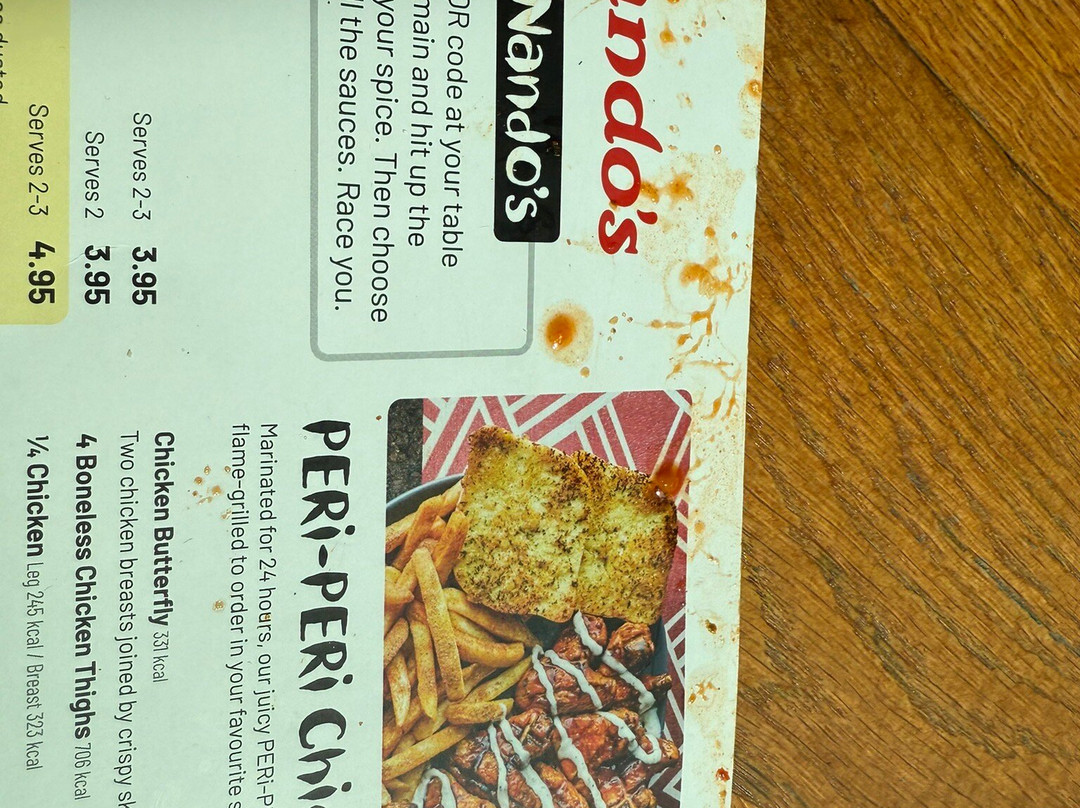 ando's
Nando's
QR code at your table
main and hit up the
your spice. Then choose
the sauces. Race you.
Serves 2-3 3.95
Serves 2 3.95
Serves 2-3 4.95
PERi-PERi Chi
Marinated for 24 hours, our juicy PERi-P
flame-grilled to order in your favourite s
Chicken Butterfly 331 kcal
Two chicken breasts joined by crispy sk
4 Boneless Chicken Thighs 706 kcal
¼ Chicken Leg 245 kcal / Breast 323 kcal